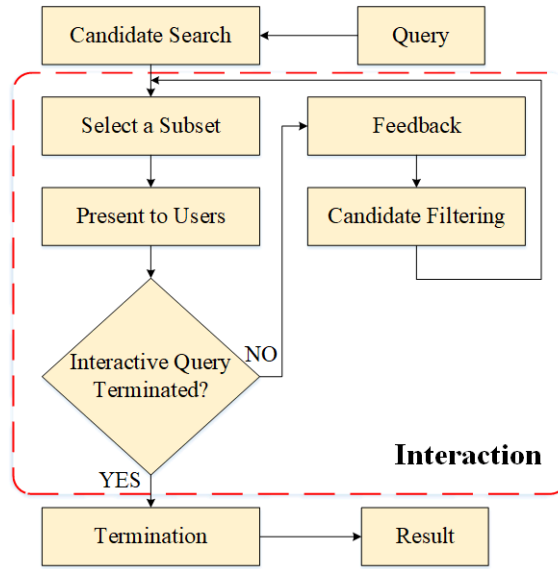 Candidate Search
Query
Select a Subset
Feedback
Present to Users
Candidate Filtering
Interactive Query
Terminated?
NO
Interaction
YES
Termination
Result